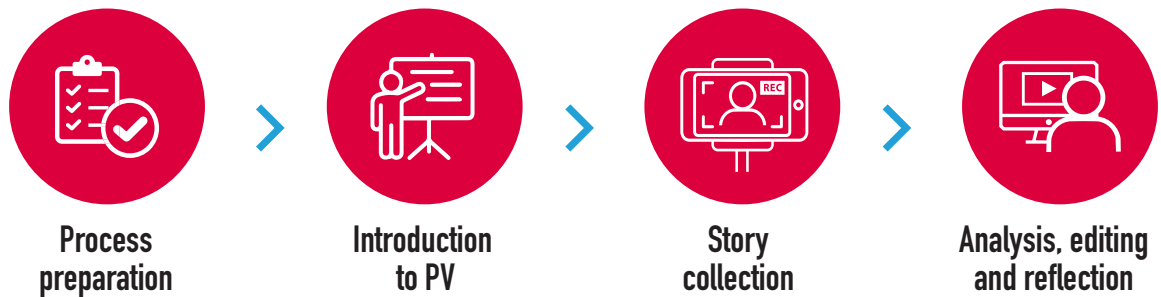 REC
Process
preparation
Introduction
to PV
Story
collection
Analysis, editing
and reflection